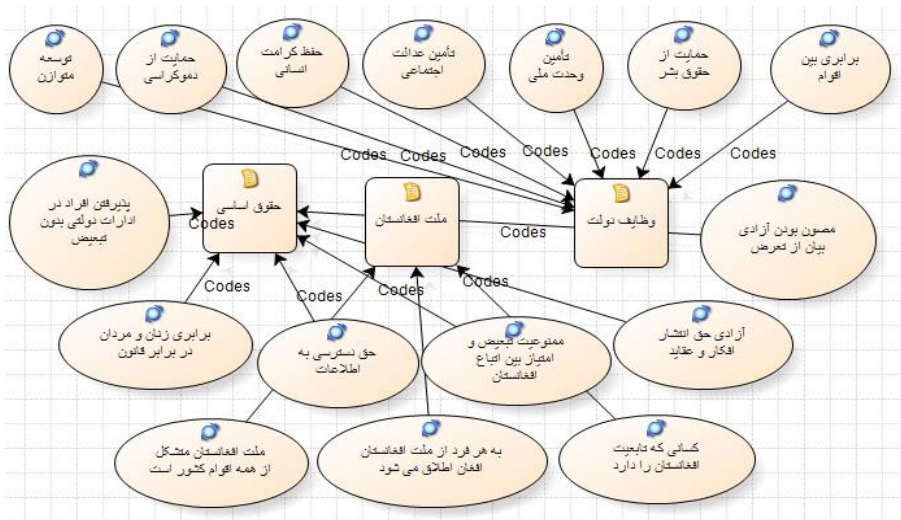 برابری بین
اقوام
حمایت از
حقوق بشر
تأمین
وحدت ملی
تأمین عدالت
اجتماعی
حفظ کرامت
انسانی
حمایت از
دموکراسی
توسعه
متوازن
Codes
Codes
Codes
Codes
Codes
وظایف دولت
ملت افغانستان
حقوق اساسی
مصون بودن آزادی
بیان از تعرض
پذیرفتن افراد در
ادارات دولتی بدون
تبعیض
Codes
Codes
Codes
Codes
Codes
Codes
آزادی حق انتشار
افکار و عقاید
ممنوعیت تبعیض و
امتیاز بین اتباع
افغانستان
حق دسترسی به
اطلاعات
برابری زنان و مردان
در برابر قانون
کسانی که تابعیت
افغانستان را دارد
به هر فرد از ملت افغانستان
افغان اطلاق می شود
ملت افغانستان متشکل
از همه اقوام کشور است